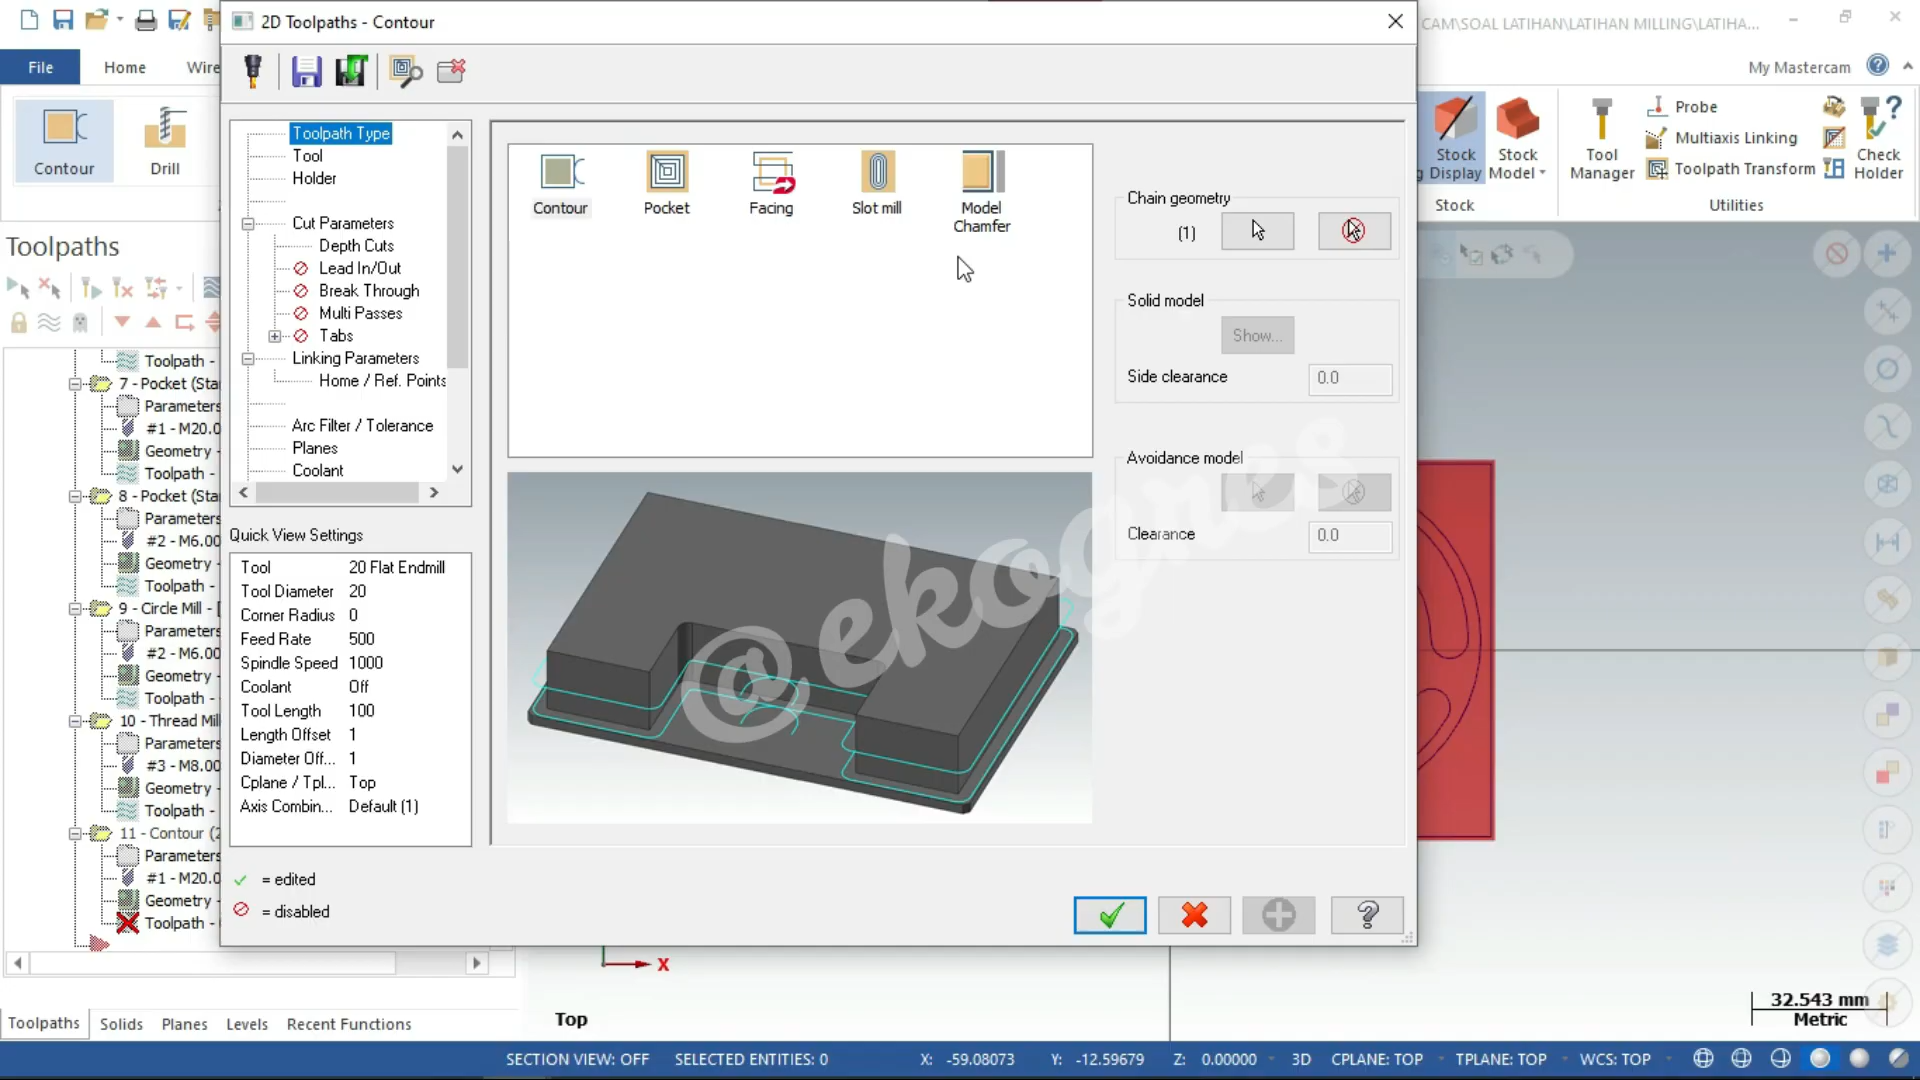 2D Toolpaths - Contour
CAM\SOAL LATIHAN\LATIHAN MILLING\LATIHA...
File
Home
Wire
My Mastercam
Contour
Drill
Stock
Display
Stock
Model
Stock
Tool
Manager
Probe
Multiaxis Linking
Toolpath Transform
Check
Holder
Utilities
Toolpaths
Toolpath -
7 - Pocket (Sta
Parameters
#1 - M20.0
Geometry -
Toolpath -
8 - Pocket (Sta
Parameters
#2 - M6.00
Geometry
Toolpath -
9 - Circle Mill - [
Parameters
#2 - M6.00
Geometry -
Toolpath -
10 - Thread Mil
Parameters
#3 - M8.00
Geometry -
Toolpath -
11 - Contour (2
Parameters
#1 - M20.0
Geometry -
Toolpath -
Toolpath Type
Tool
Holder
Cut Parameters
Depth Cuts
Lead In/Out
Break Through
Multi Passes
Tabs
Linking Parameters
Home / Ref. Points
Arc Filter / Tolerance
Planes
Coolant
Quick View Settings
Tool 20 Flat Endmill
Tool Diameter 20
Corner Radius 0
Feed Rate 500
Spindle Speed 1000
Coolant Off
Tool Length 100
Length Offset 1
Diameter Off... 1
Cplane / Tpl... Top
Axis Combin... Default (1)
= edited
= disabled
Contour
Pocket
Facing
Slot mill
Model
Chamfer
Chain geometry
(1)
Solid model
Show...
Side clearance 0.0
Avoidance model
Clearance 0.0
@ekogres
X
Top
32.543 mm
Metric
Toolpaths Solids Planes Levels Recent Functions
SECTION VIEW: OFF SELECTED ENTITIES: 0 X: -59.08073 Y: -12.59679 Z: 0.00000 3D CPLANE: TOP TPLANE: TOP WCS: TOP